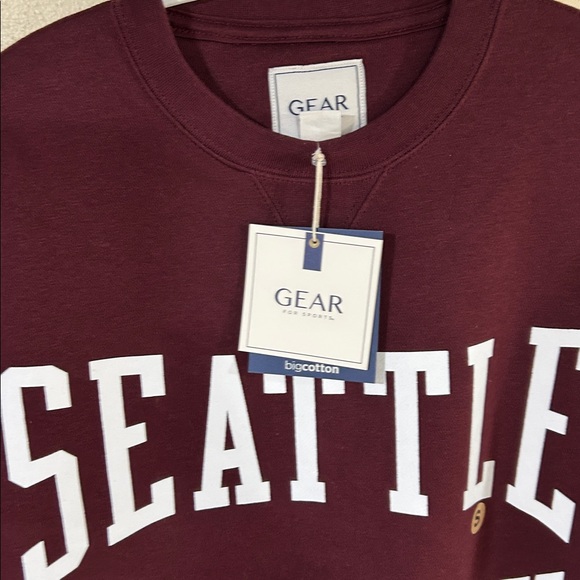 GEAR
GEAR
FOR SPORTS
bigcotton
SEATTLE
S